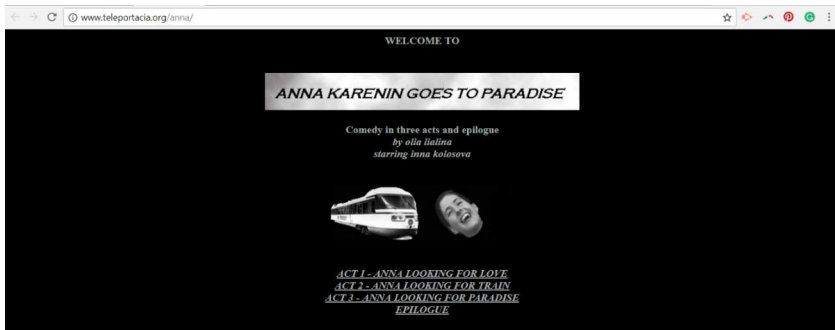 www.teleportacia.org/anna/
WELCOME TO
ANNA KARENIN GOES TO PARADISE
Comedy in three acts and epilogue
by olia lialina
starring inna kolosova
ACT 1 - ANNA LOOKING FOR LOVE
ACT 2 - ANNA LOOKING FOR TRAIN
ACT 3 - ANNA LOOKING FOR PARADISE
EPILOGUE